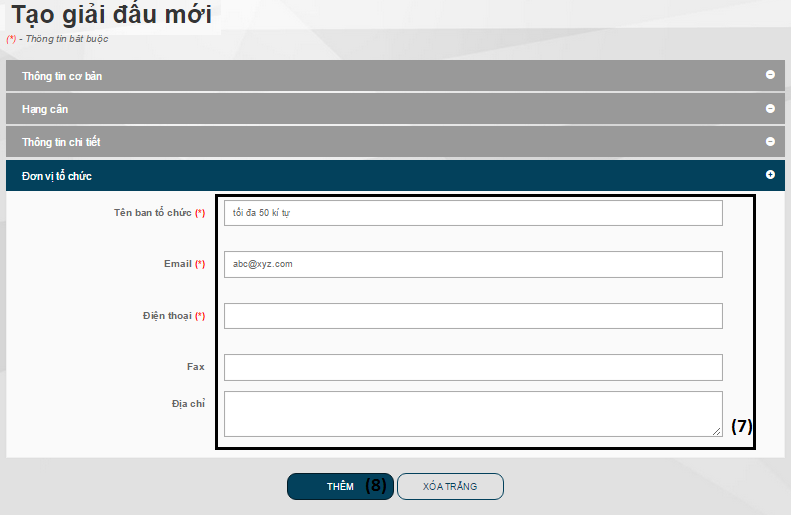 Tạo giải đấu mới
(*) - Thông tin bắt buộc
Thông tin cơ bản
Hạng cân
Thông tin chi tiết
Đơn vị tổ chức
Tên ban tổ chức (*)
tối đa 50 kí tự
Email (*)
abc@xyz.com
Điện thoại (*)
Fax
Địa chỉ
(7)
THÊM (8)
XÓA TRẮNG